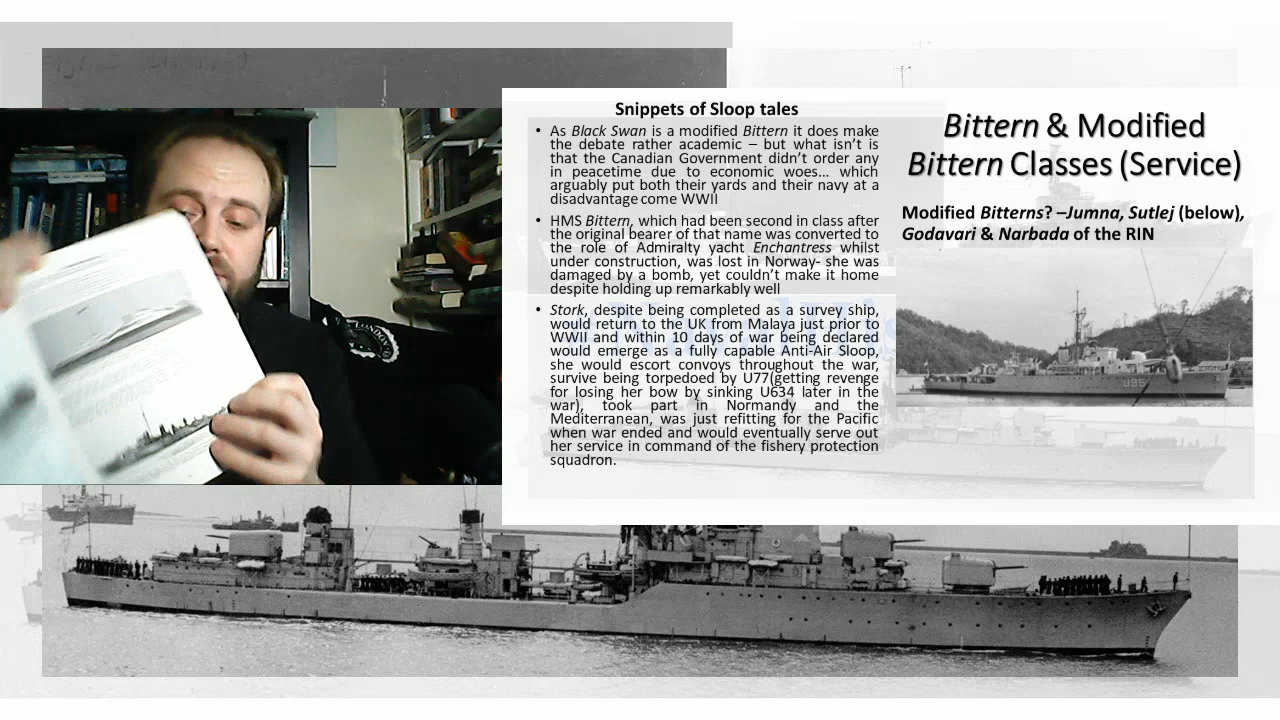 Snippets of Sloop tales
• As Black Swan is a modified Bittern it does make
the debate rather academic – but what isn't is
that the Canadian Government didn't order any
in peacetime due to economic woes... which
arguably put both their yards and their navy at a
disadvantage come WWII
• HMS Bittern, which had been second in class after
the original bearer of that name was converted to
the role of Admiralty yacht Enchantress whilst
under construction, was lost in Norway- she was
damaged by a bomb, yet couldn't make it home
despite holding up remarkably well
• Stork, despite being completed as a survey ship,
would return to the UK from Malaya just prior to
WWII and within 10 days of war being declared
would emerge as a fully capable Anti-Air Sloop,
she would escort convoys throughout the war,
survive being torpedoed by U77(getting revenge
for losing her bow by sinking U634 later in the
war), took part in Normandy and the
Mediterranean, was just refitting for the Pacific
when war ended and would eventually serve out
her service in command of the fishery protection
squadron.
Bittern & Modified
Bittern Classes (Service)
Modified Bitterns? –Jumna, Sutlej (below),
Godavari & Narbada of the RIN
U95
LONDON